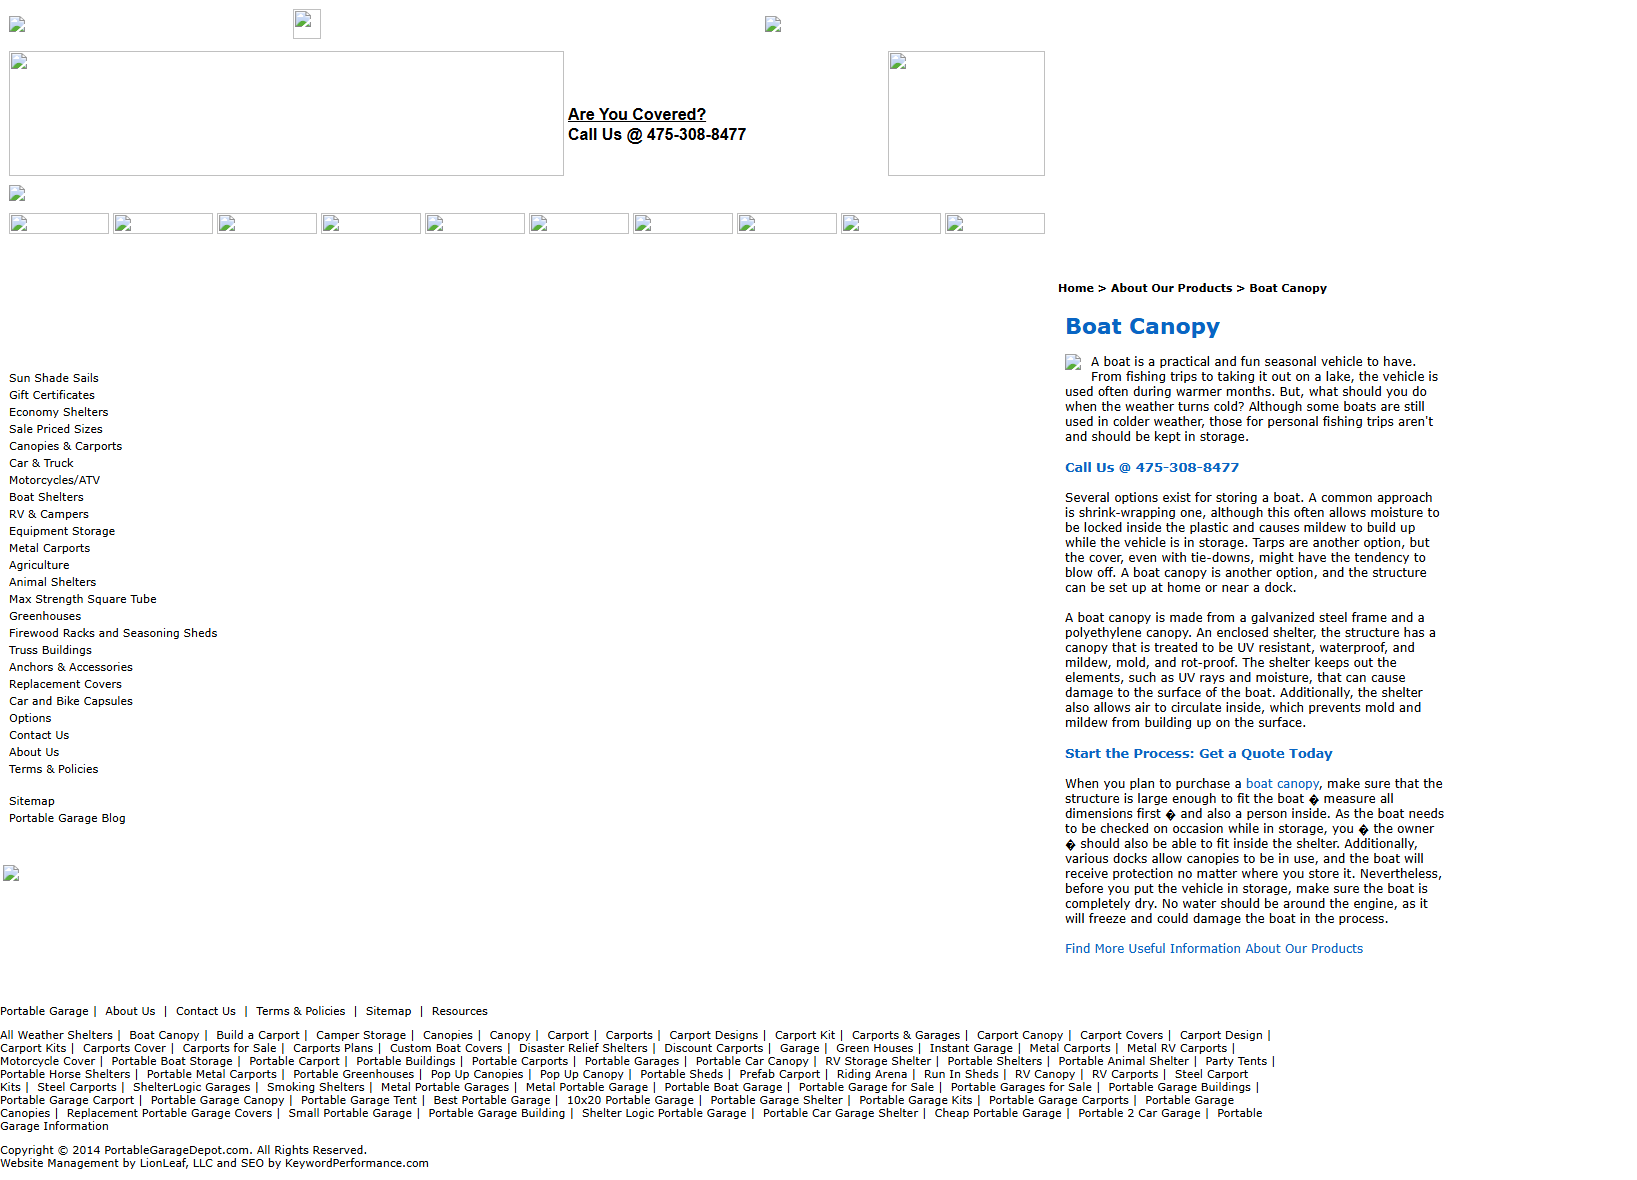 Are You Covered?
Call Us @ 475-308-8477
Home > About Our Products > Boat Canopy
Boat Canopy
A boat is a practical and fun seasonal vehicle to have.
From fishing trips to taking it out on a lake, the vehicle is
used often during warmer months. But, what should you do
when the weather turns cold? Although some boats are still
used in colder weather, those for personal fishing trips aren't
and should be kept in storage.
Call Us @ 475-308-8477
Several options exist for storing a boat. A common approach
is shrink-wrapping one, although this often allows moisture to
be locked inside the plastic and causes mildew to build up
while the vehicle is in storage. Tarps are another option, but
the cover, even with tie-downs, might have the tendency to
blow off. A boat canopy is another option, and the structure
can be set up at home or near a dock.
A boat canopy is made from a galvanized steel frame and a
polyethylene canopy. An enclosed shelter, the structure has a
canopy that is treated to be UV resistant, waterproof, and
mildew, mold, and rot-proof. The shelter keeps out the
elements, such as UV rays and moisture, that can cause
damage to the surface of the boat. Additionally, the shelter
also allows air to circulate inside, which prevents mold and
mildew from building up on the surface.
Start the Process: Get a Quote Today
When you plan to purchase a boat canopy, make sure that the
structure is large enough to fit the boat � measure all
dimensions first � and also a person inside. As the boat needs
to be checked on occasion while in storage, you � the owner
� should also be able to fit inside the shelter. Additionally,
various docks allow canopies to be in use, and the boat will
receive protection no matter where you store it. Nevertheless,
before you put the vehicle in storage, make sure the boat is
completely dry. No water should be around the engine, as it
will freeze and could damage the boat in the process.
Find More Useful Information About Our Products
Sun Shade Sails
Gift Certificates
Economy Shelters
Sale Priced Sizes
Canopies & Carports
Car & Truck
Motorcycles/ATV
Boat Shelters
RV & Campers
Equipment Storage
Metal Carports
Agriculture
Animal Shelters
Max Strength Square Tube
Greenhouses
Firewood Racks and Seasoning Sheds
Truss Buildings
Anchors & Accessories
Replacement Covers
Car and Bike Capsules
Options
Contact Us
About Us
Terms & Policies
Sitemap
Portable Garage Blog
Portable Garage | About Us | Contact Us | Terms & Policies | Sitemap | Resources
All Weather Shelters | Boat Canopy | Build a Carport | Camper Storage | Canopies | Canopy | Carport | Carports | Carport Designs | Carport Kit | Carports & Garages | Carport Canopy | Carport Covers | Carport Design |
Carport Kits | Carports Cover | Carports for Sale | Carports Plans | Custom Boat Covers | Disaster Relief Shelters | Discount Carports | Garage | Green Houses | Instant Garage | Metal Carports | Metal RV Carports |
Motorcycle Cover | Portable Boat Storage | Portable Carport | Portable Buildings | Portable Carports | Portable Garages | Portable Car Canopy | RV Storage Shelter | Portable Shelters | Portable Animal Shelter | Party Tents |
Portable Horse Shelters | Portable Metal Carports | Portable Greenhouses | Pop Up Canopies | Pop Up Canopy | Portable Sheds | Prefab Carport | Riding Arena | Run In Sheds | RV Canopy | RV Carports | Steel Carport
Kits | Steel Carports | ShelterLogic Garages | Smoking Shelters | Metal Portable Garages | Metal Portable Garage | Portable Boat Garage | Portable Garage for Sale | Portable Garages for Sale | Portable Garage Buildings |
Portable Garage Carport | Portable Garage Canopy | Portable Garage Tent | Best Portable Garage | 10x20 Portable Garage | Portable Garage Shelter | Portable Garage Kits | Portable Garage Carports | Portable Garage
Canopies | Replacement Portable Garage Covers | Small Portable Garage | Portable Garage Building | Shelter Logic Portable Garage | Portable Car Garage Shelter | Cheap Portable Garage | Portable 2 Car Garage | Portable
Garage Information
Copyright © 2014 PortableGarageDepot.com. All Rights Reserved.
Website Management by LionLeaf, LLC and SEO by KeywordPerformance.com